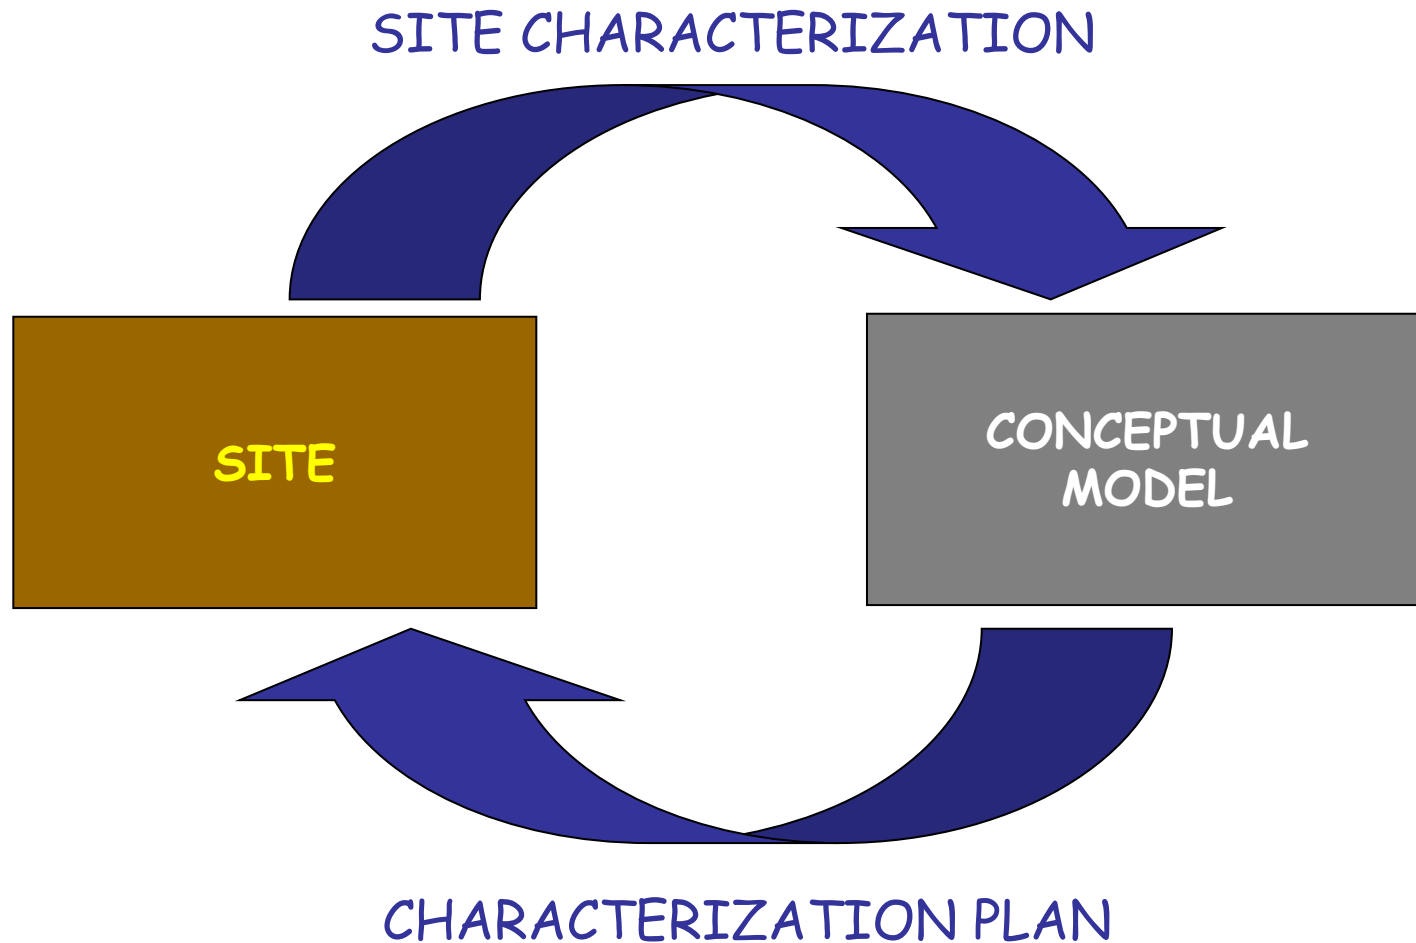 SITE CHARACTERIZATION
SITE
CONCEPTUAL
MODEL
CHARACTERIZATION PLAN